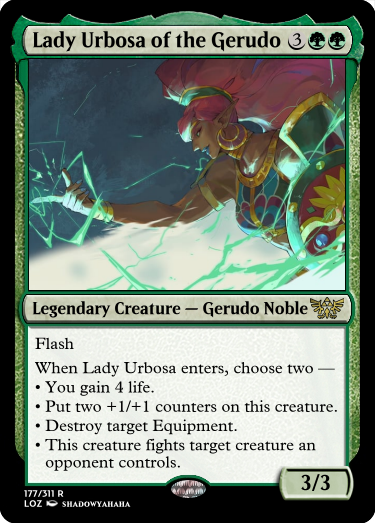 Lady Urbosa of the Gerudo 3
Legendary Creature — Gerudo Noble
Flash
When Lady Urbosa enters, choose two —
• You gain 4 life.
• Put two +1/+1 counters on this creature.
• Destroy target Equipment.
• This creature fights target creature an
opponent controls.
3/3
177/311 R
LOZ SHADOWYAHAHA